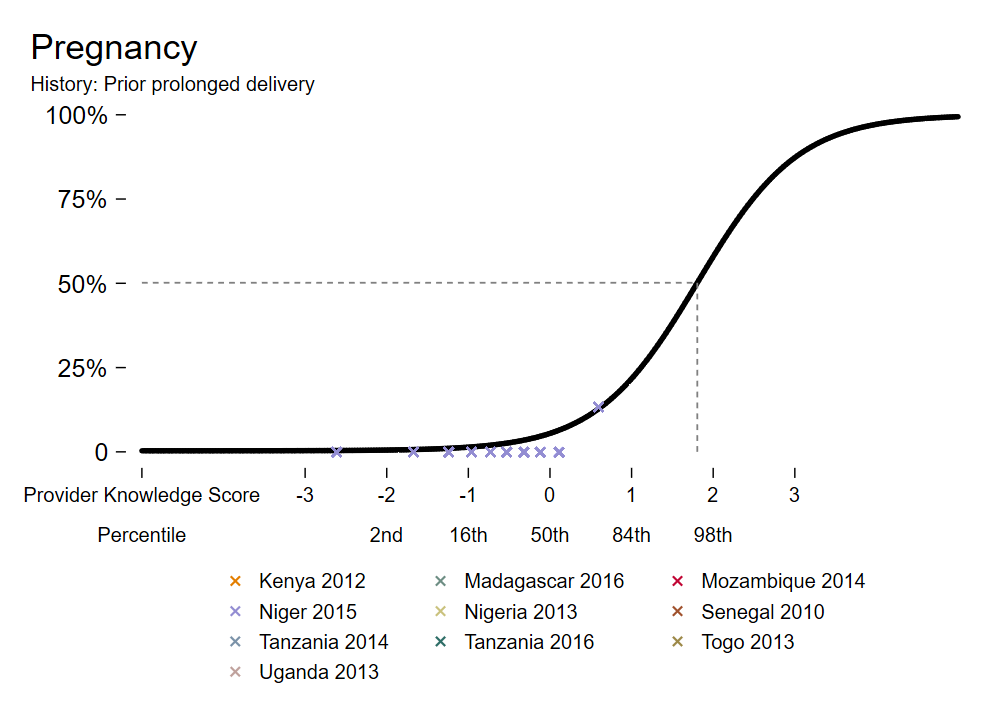 Pregnancy
History: Prior prolonged delivery
100%
75%
50%
25%
0
Provider Knowledge Score -3 -2 -1 0 1 2 3
Percentile 2nd 16th 50th 84th 98th
Kenya 2012 Madagascar 2016 Mozambique 2014
Niger 2015 Nigeria 2013 Senegal 2010
Tanzania 2014 Tanzania 2016 Togo 2013
Uganda 2013